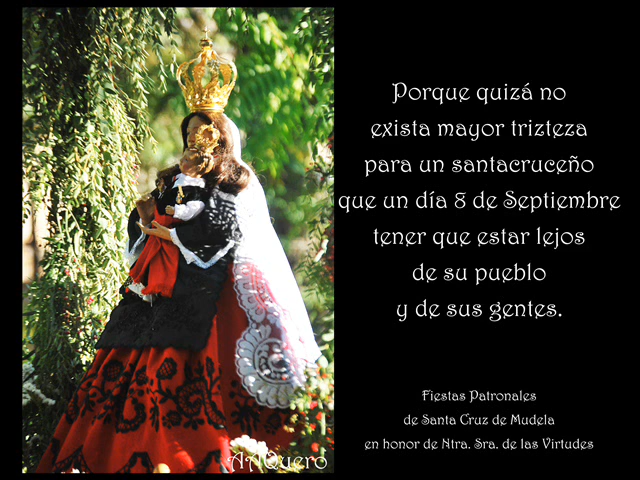 Porque quizá no
exista mayor trizteza
para un santacruceño
que un día 8 de Septiembre
tener que estar lejos
de su pueblo
y de sus gentes.
Fiestas Patronales
de Santa Cruz de Mudela
en honor de Ntra. Sra. de las Virtudes
AAQuero